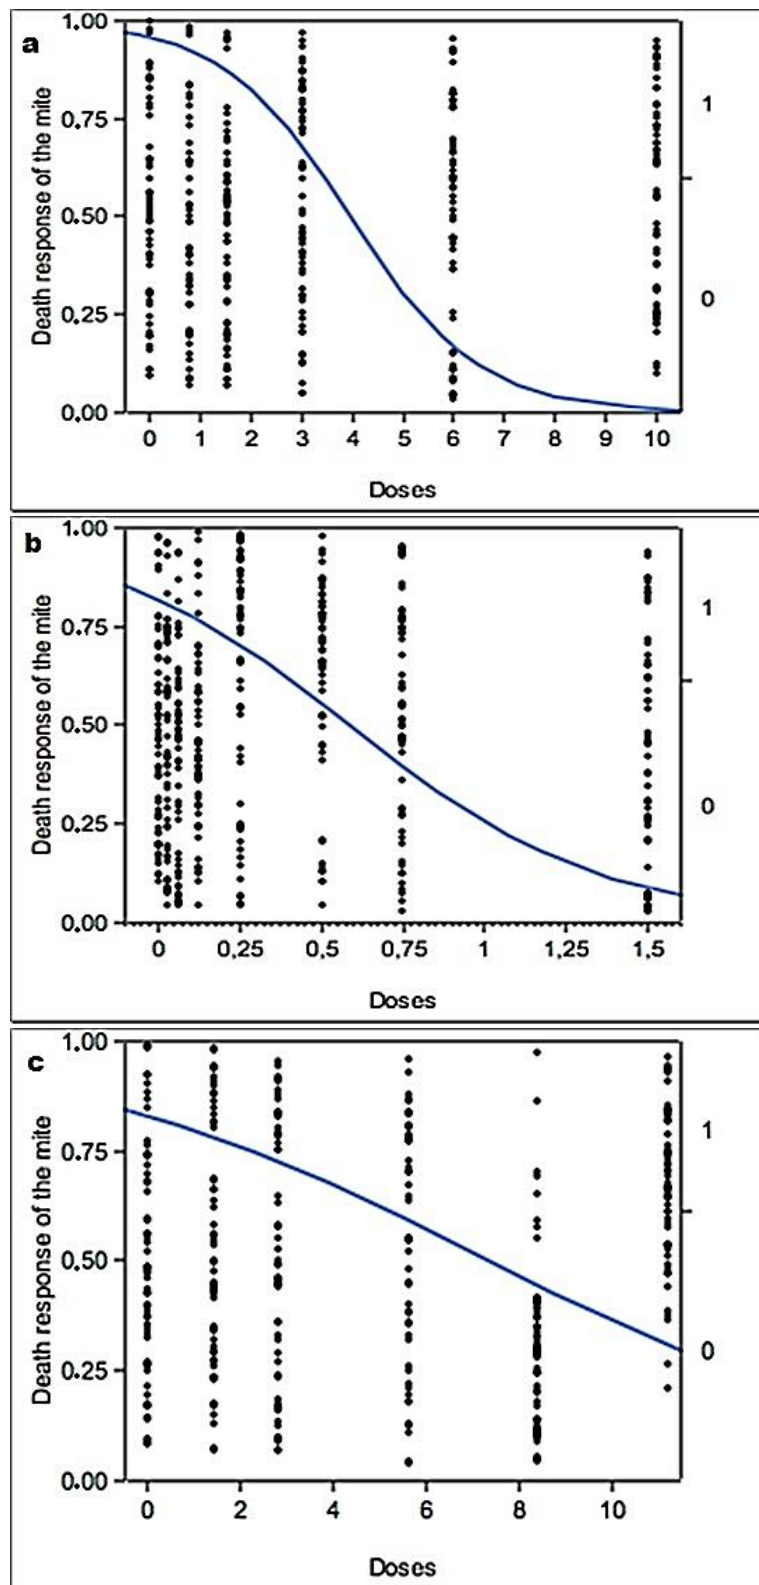 a
Death response of the mite
1.00
0.75
0.50
0.25
0.00
1
0
0 1 2 3 4 5 6 7 8 9 10
Doses
b
Death response of the mite
1.00
0.75
0.50
0.25
0.00
1
0
0 0,25 0,5 0,75 1 1,25 1,5
Doses
c
Death response of the mite
1.00
0.75
0.50
0.25
0.00
1
0
0 2 4 6 8 10
Doses